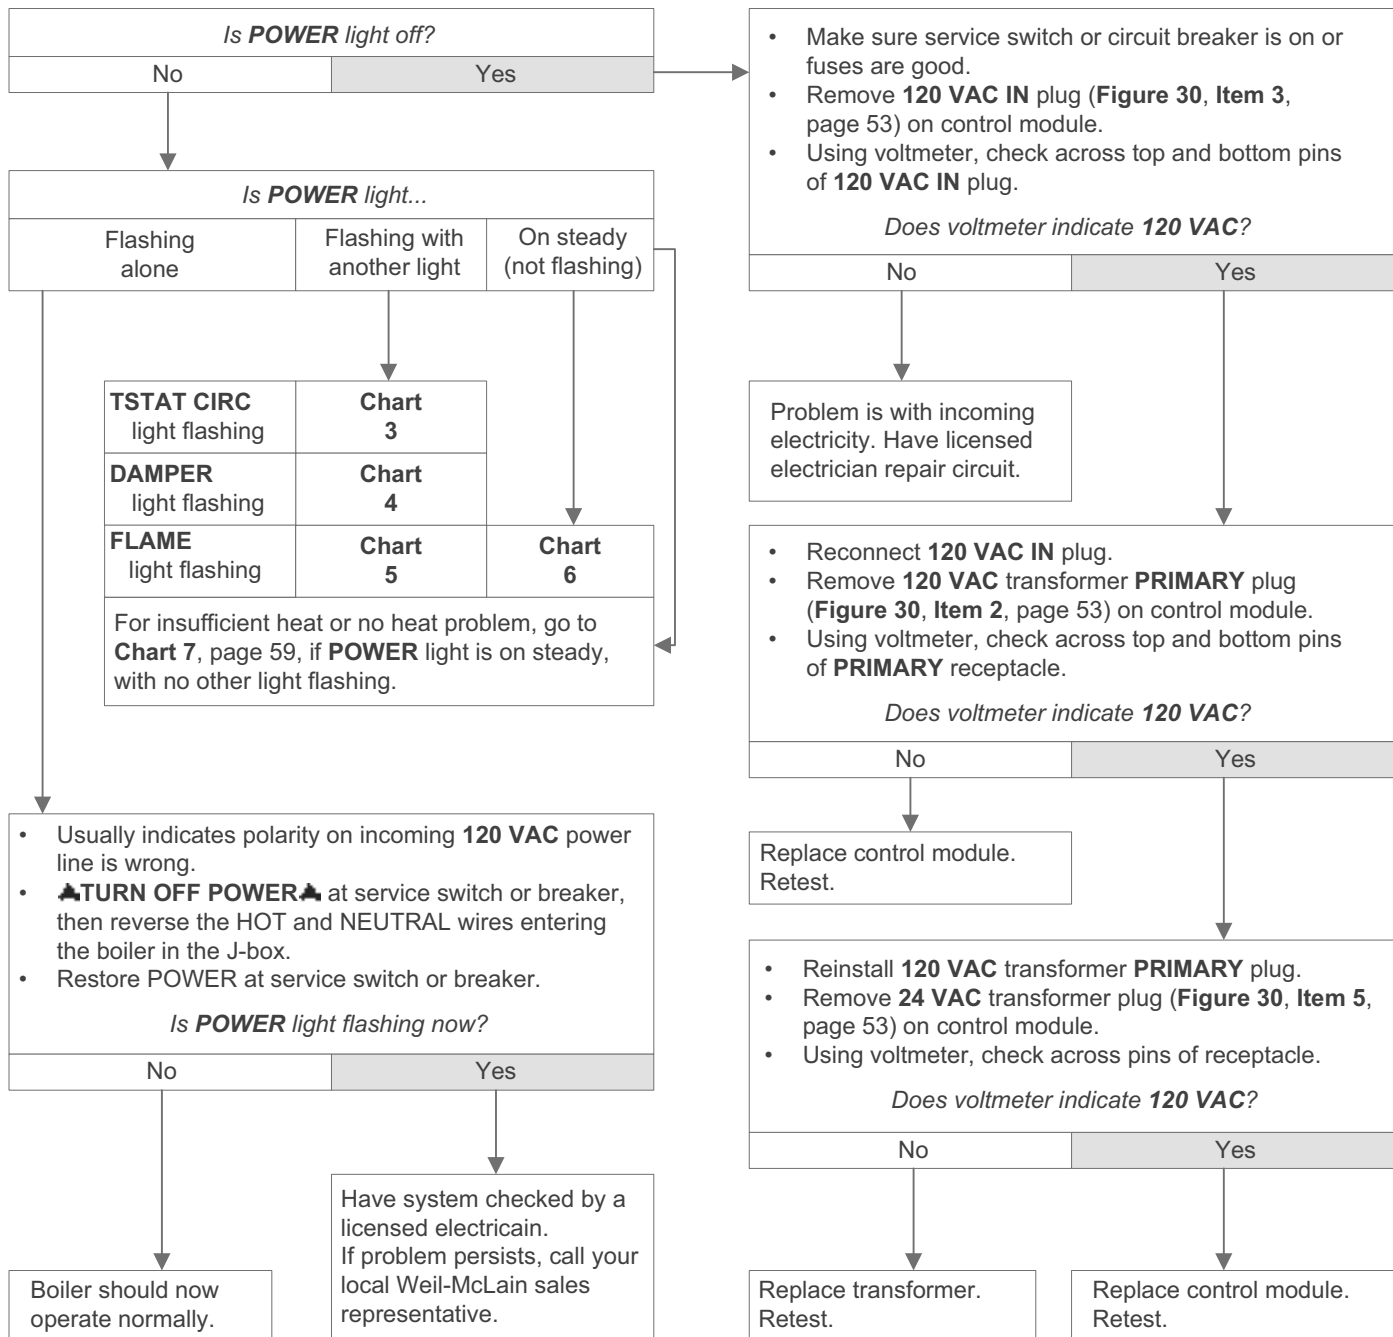 Is POWER light off?
No
Yes
Is POWER light...
Flashing
alone
Flashing with
another light
On steady
(not flashing)
TSTAT CIRC
light flashing
Chart
3
DAMPER
light flashing
Chart
4
FLAME
light flashing
Chart
5
Chart
6
For insufficient heat or no heat problem, go to
Chart 7, page 59, if POWER light is on steady,
with no other light flashing.
• Usually indicates polarity on incoming 120 VAC power
line is wrong.
• TURN OFF POWER at service switch or breaker,
then reverse the HOT and NEUTRAL wires entering
the boiler in the J-box.
• Restore POWER at service switch or breaker.
Is POWER light flashing now?
No
Yes
Boiler should now
operate normally.
Have system checked by a
licensed electricain.
If problem persists, call your
local Weil-McLain sales
representative.
• Make sure service switch or circuit breaker is on or
fuses are good.
• Remove 120 VAC IN plug (Figure 30, Item 3,
page 53) on control module.
• Using voltmeter, check across top and bottom pins
of 120 VAC IN plug.
Does voltmeter indicate 120 VAC?
No
Yes
Problem is with incoming
electricity. Have licensed
electrician repair circuit.
• Reconnect 120 VAC IN plug.
• Remove 120 VAC transformer PRIMARY plug
(Figure 30, Item 2, page 53) on control module.
• Using voltmeter, check across top and bottom pins
of PRIMARY receptacle.
Does voltmeter indicate 120 VAC?
No
Yes
Replace control module.
Retest.
• Reinstall 120 VAC transformer PRIMARY plug.
• Remove 24 VAC transformer plug (Figure 30, Item 5,
page 53) on control module.
• Using voltmeter, check across pins of receptacle.
Does voltmeter indicate 120 VAC?
No
Yes
Replace transformer.
Retest.
Replace control module.
Retest.